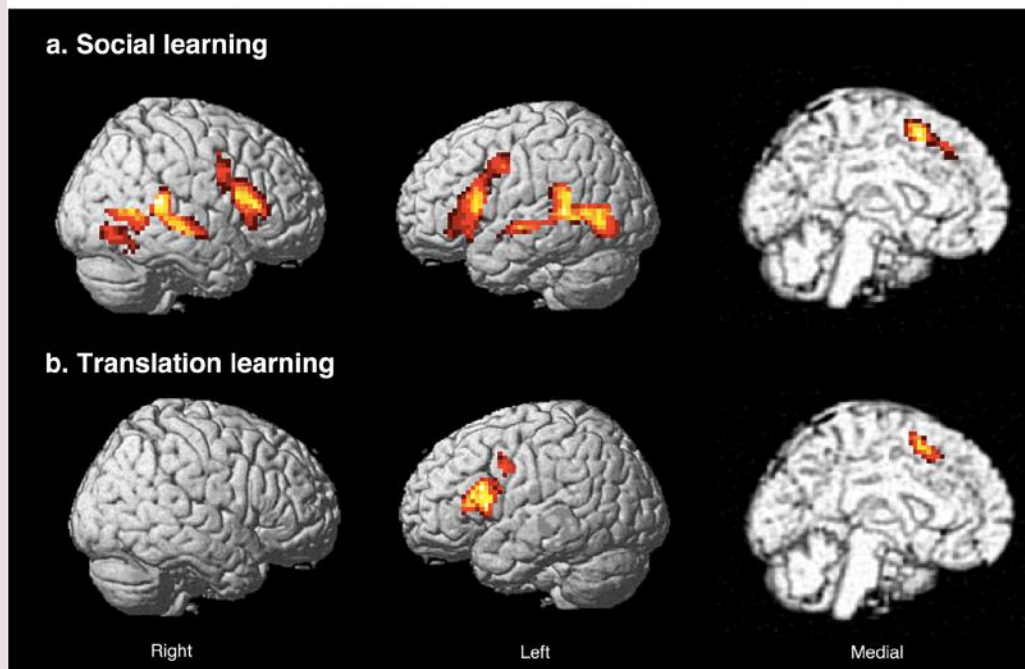 a. Social learning
b. Translation learning
Right
Left
Medial